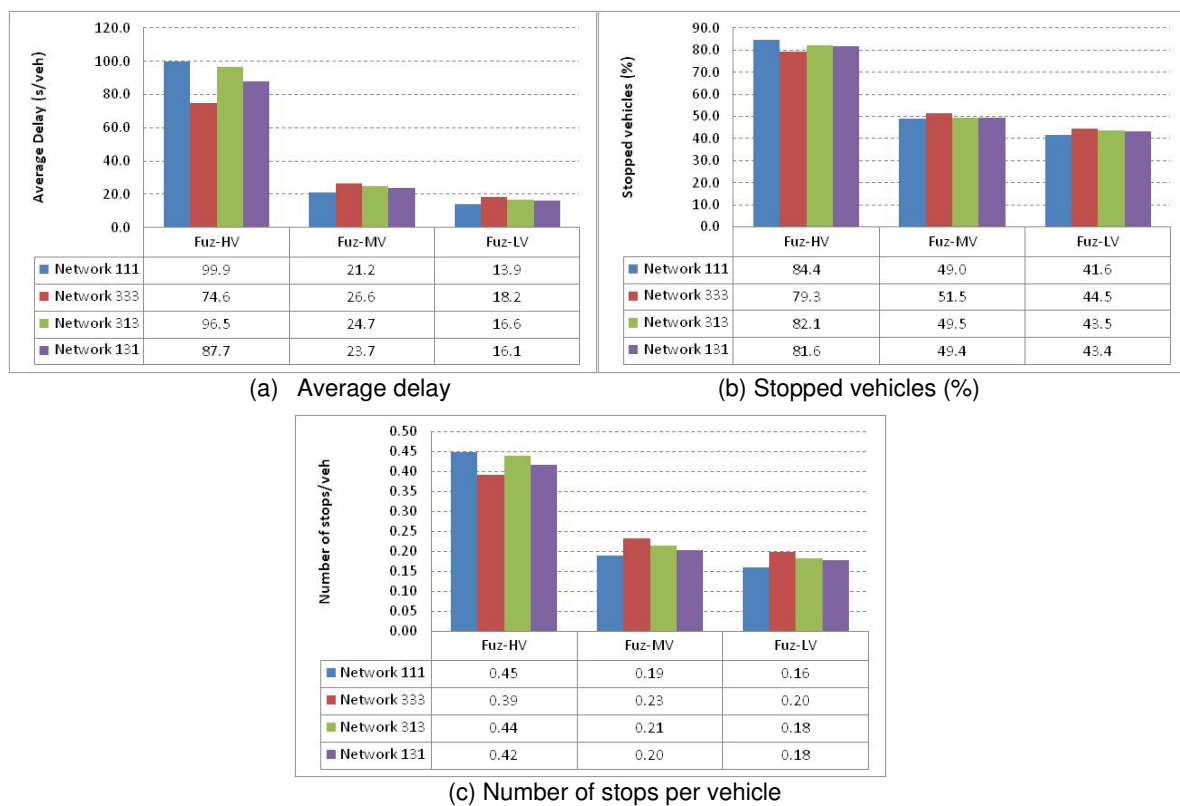 120.0
100.0
80.0
60.0
40.0
20.0
0.0
Average Delay (s/veh)
Fuz-HV Fuz-MV Fuz-LV
Network 111 99.9 21.2 13.9
Network 333 74.6 26.6 18.2
Network 313 96.5 24.7 16.6
Network 131 87.7 23.7 16.1
(a) Average delay
90.0
80.0
70.0
60.0
50.0
40.0
30.0
20.0
10.0
0.0
Stopped vehicles (%)
Fuz-HV Fuz-MV Fuz-LV
Network 111 84.4 49.0 41.6
Network 333 79.3 51.5 44.5
Network 313 82.1 49.5 43.5
Network 131 81.6 49.4 43.4
(b) Stopped vehicles (%)
0.50
0.45
0.40
0.35
0.30
0.25
0.20
0.15
0.10
0.05
0.00
Number of stops/veh
Fuz-HV Fuz-MV Fuz-LV
Network 111 0.45 0.19 0.16
Network 333 0.39 0.23 0.20
Network 313 0.44 0.21 0.18
Network 131 0.42 0.20 0.18
(c) Number of stops per vehicle